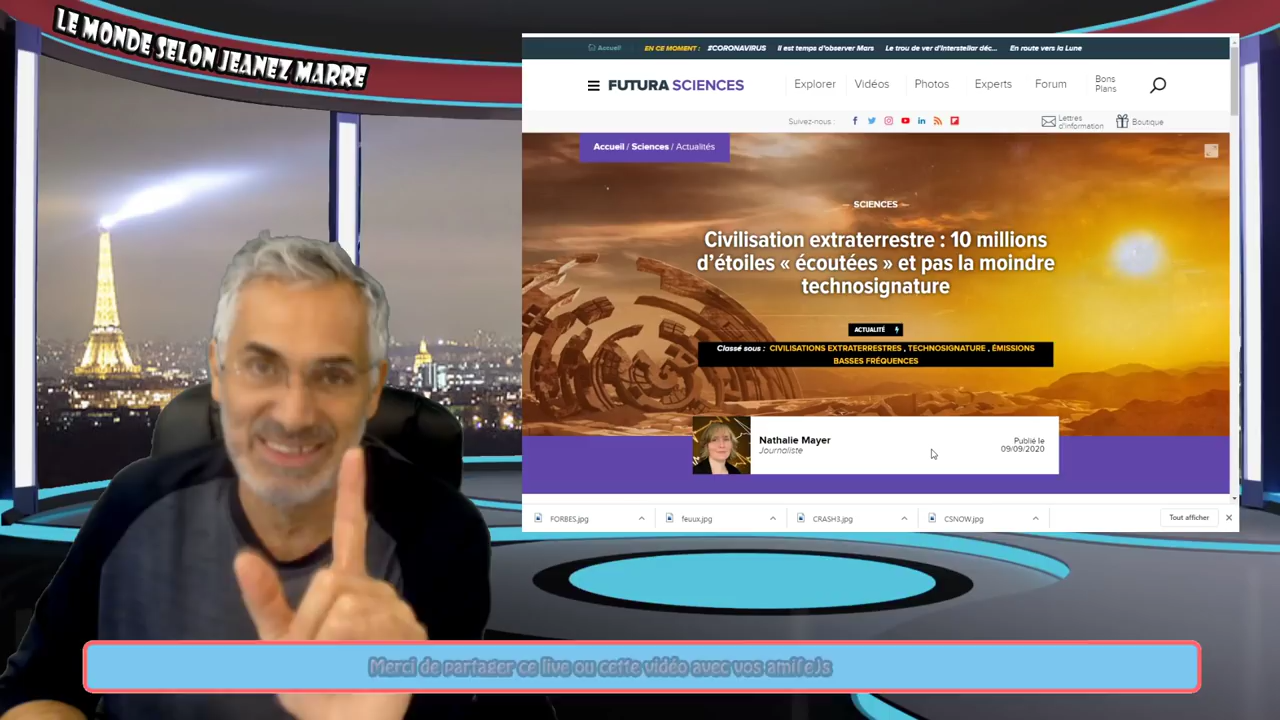 LE MONDE SELON JEANEZ MARRE
Accueil EN CE MOMENT : #CORONAVIRUS Il est temps d'observer Mars Le trou de ver d'Interstellar déc... En route vers la Lune
FUTURA SCIENCES Explorer Vidéos Photos Experts Forum Bons
Plans
Suivez-nous : Lettres
d'information Boutique
Accueil / Sciences / Actualités
SCIENCES
Civilisation extraterrestre : 10 millions
d'étoiles « écoutées » et pas la moindre
technosignature
ACTUALITÉ
Classé sous : CIVILISATIONS EXTRATERRESTRES , TECHNOSIGNATURE , ÉMISSIONS
BASSES FRÉQUENCES
Nathalie Mayer
Journaliste
Publié le
09/09/2020
FORBES.jpg feuux.jpg CRASH3.jpg CSNOW.jpg Tout afficher
Merci de partager ce live ou cette vidéo avec vos ami(e)s